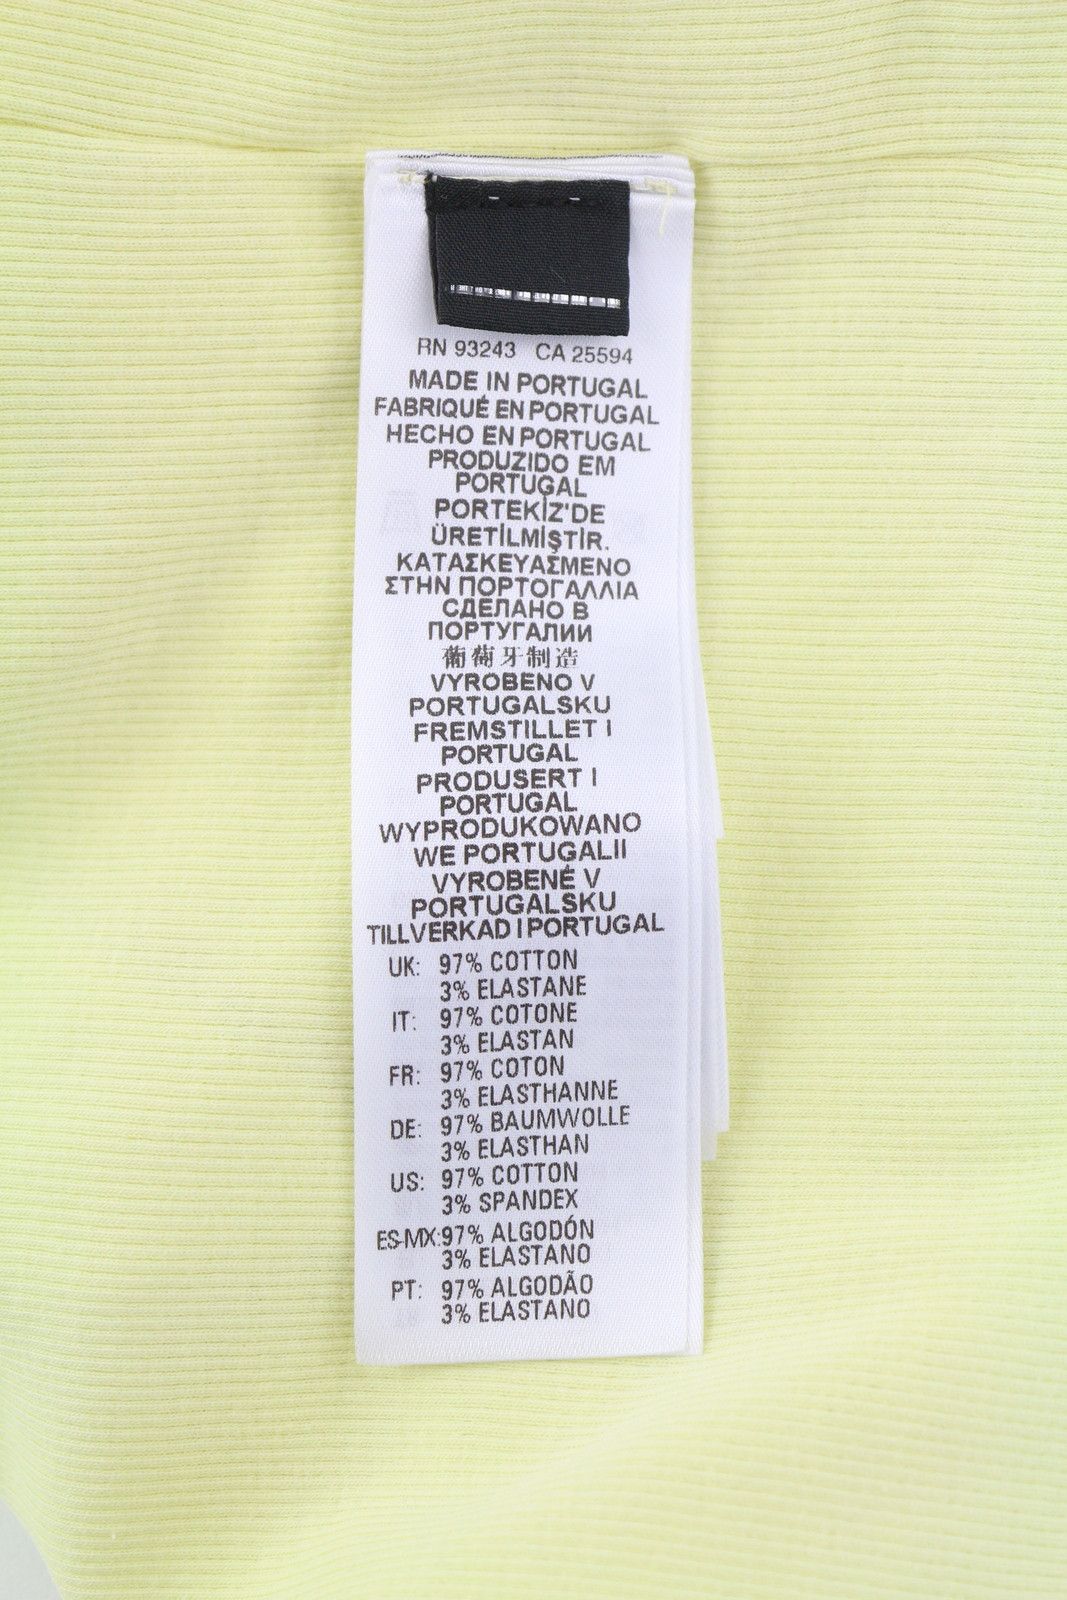 RN 93243 CA 25594
MADE IN PORTUGAL
FABRIQUÉ EN PORTUGAL
HECHO EN PORTUGAL
PRODUZIDO EM
PORTUGAL
PORTEKİZ'DE
ÜRETİLMİŞTİR.
ΚΑΤΑΣΚΕΥΑΣΜΕΝΟ
ΣΤΗΝ ΠΟΡΤΟΓΑΛΛΙΑ
СДЕЛАНО В
ПОРТУГАЛИИ
葡萄牙制造
VYROBENO V
PORTUGALSKU
FREMSTILLET I
PORTUGAL
PRODUSERT I
PORTUGAL
WYPRODUKOWANO
WE PORTUGALII
VYROBENÉ V
PORTUGALSKU
TILLVERKAD I PORTUGAL
UK: 97% COTTON
3% ELASTANE
IT: 97% COTONE
3% ELASTAN
FR: 97% COTON
3% ELASTHANNE
DE: 97% BAUMWOLLE
3% ELASTHAN
US: 97% COTTON
3% SPANDEX
ES-MX: 97% ALGODÓN
3% ELASTANO
PT: 97% ALGODÃO
3% ELASTANO